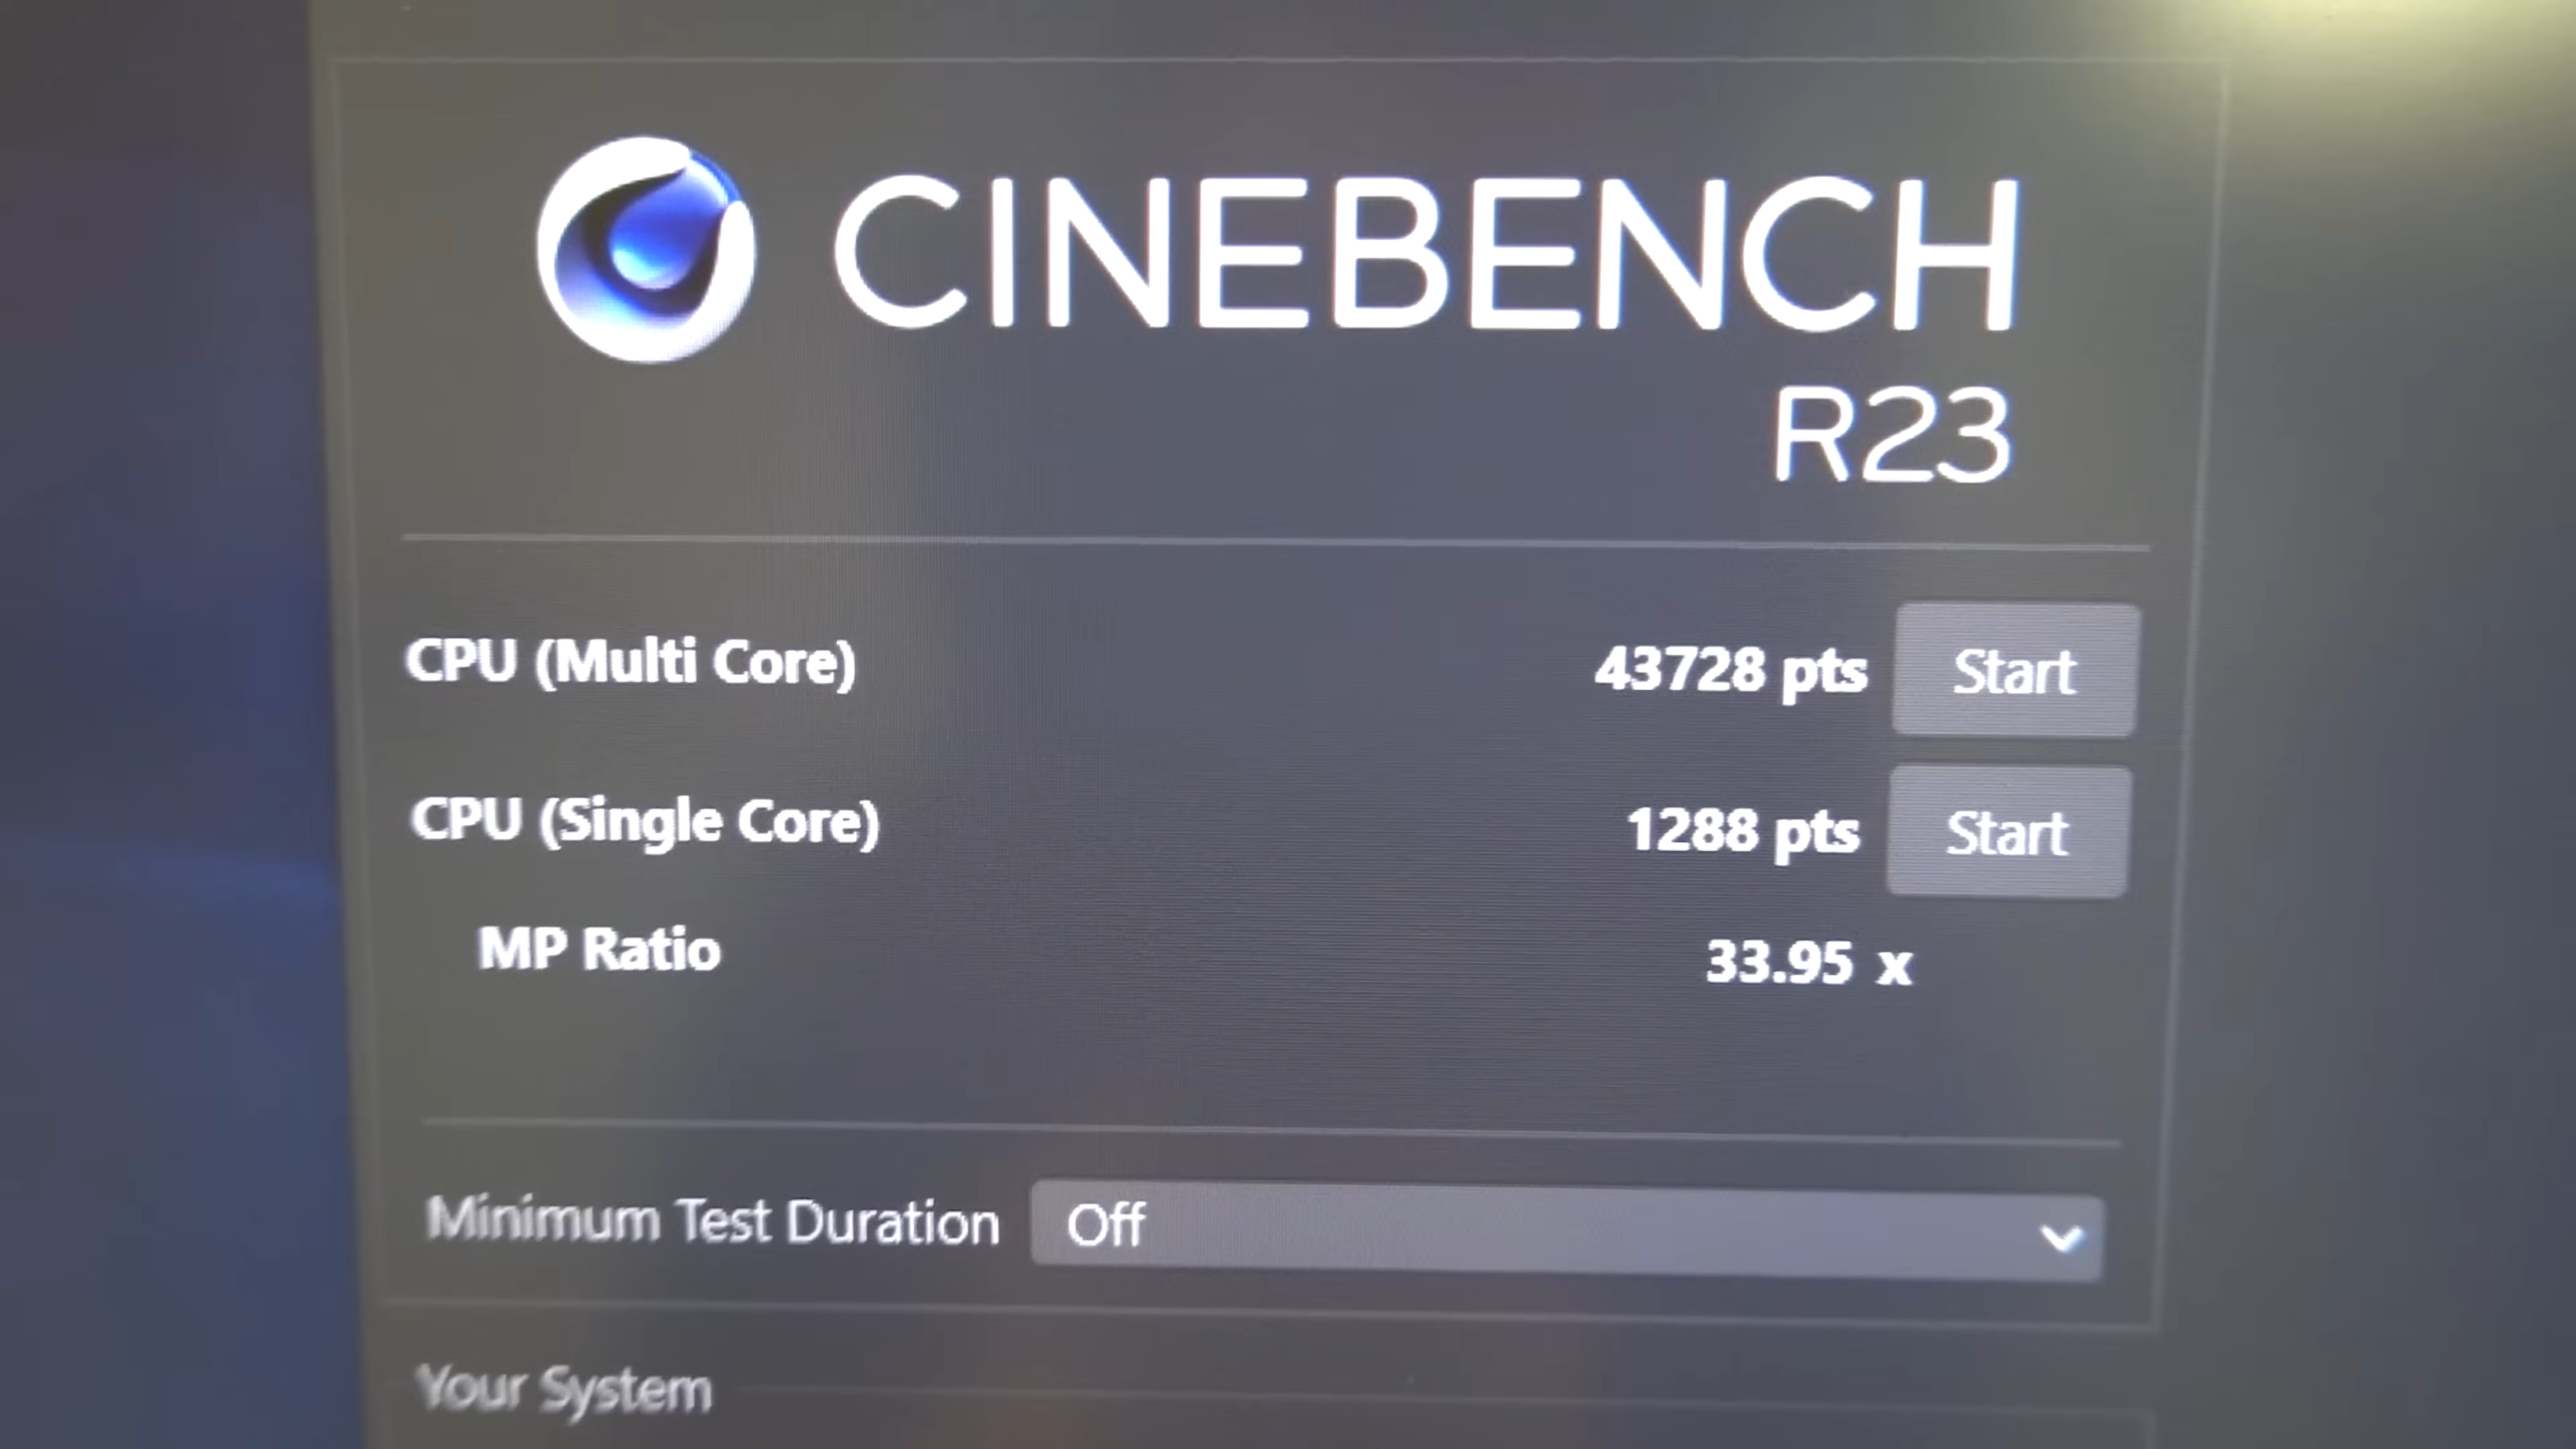 CINEBENCH
R23
CPU (Multi Core) 43728 pts Start
CPU (Single Core) 1288 pts Start
MP Ratio 33.95 x
Minimum Test Duration Off
Your System